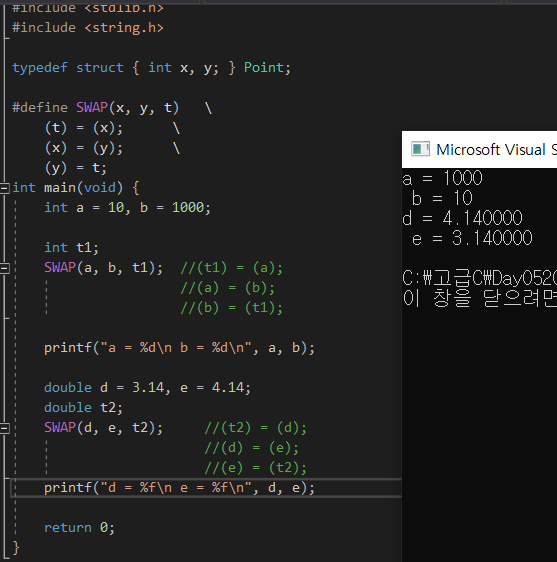 #include <stdlib.h>
#include <string.h>
typedef struct { int x, y; } Point;
#define SWAP(x, y, t)   \
    (t) = (x);      \
    (x) = (y);      \
    (y) = t;
int main(void) {
    int a = 10, b = 1000;
    int t1;
    SWAP(a, b, t1);  //(t1) = (a);
                     //(a) = (b);
                     //(b) = (t1);
    printf("a = %d\n b = %d\n", a, b);
    double d = 3.14, e = 4.14;
    double t2;
    SWAP(d, e, t2);     //(t2) = (d);
                        //(d) = (e);
                        //(e) = (t2);
    printf("d = %f\n e = %f\n", d, e);
    return 0;
}
Microsoft Visual S
a = 1000
 b = 10
d = 4.140000
 e = 3.140000
C:₩고급C₩Day052
이 창을 닫으려면